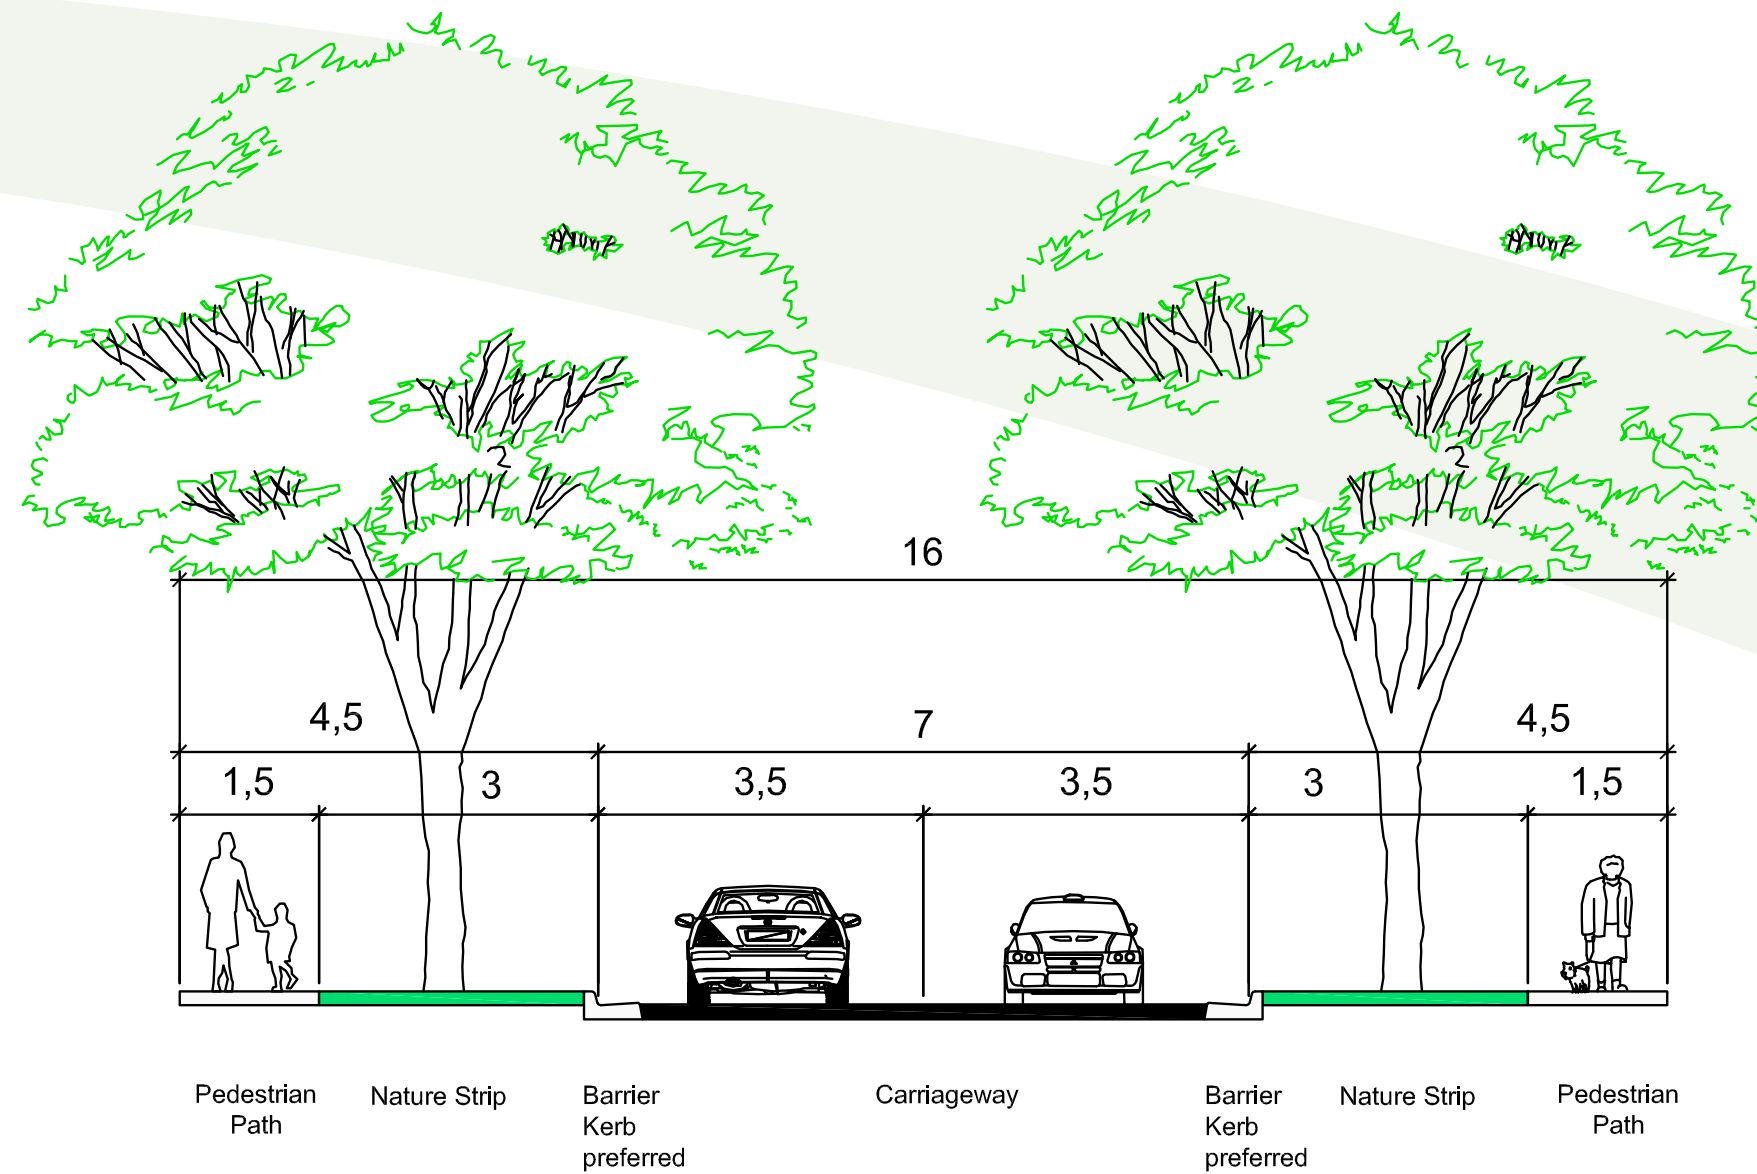 16
4,5
7
4,5
1,5
3
3,5
3,5
3
1,5
Pedestrian
Path
Nature Strip
Barrier
Kerb
preferred
Carriageway
Barrier
Kerb
preferred
Nature Strip
Pedestrian
Path